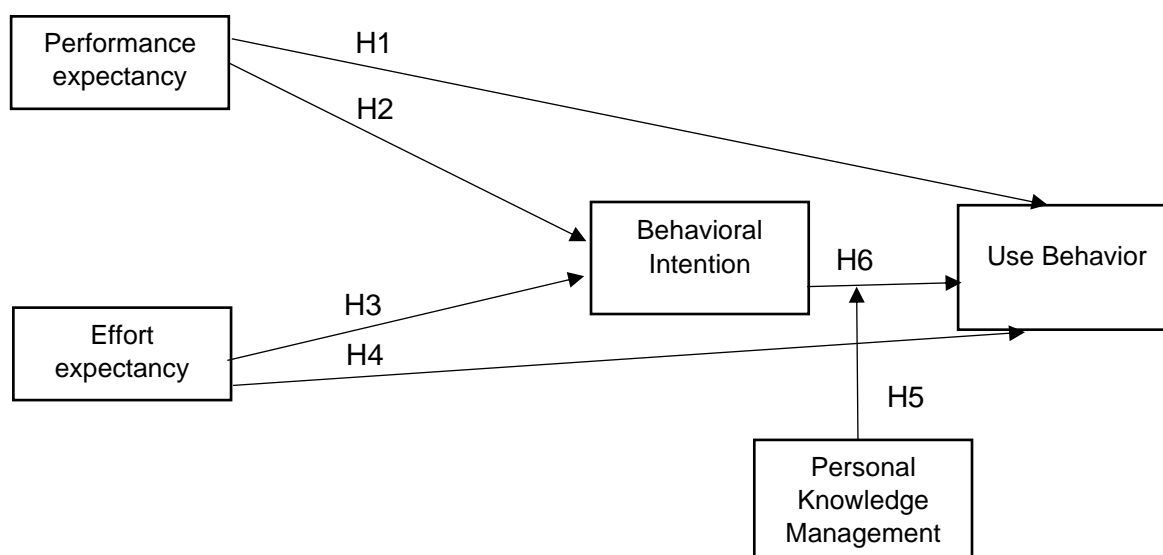 Performance
expectancy
H1
H2
Behavioral
Intention
H6
Use Behavior
H3
Effort
expectancy
H4
H5
Personal
Knowledge
Management